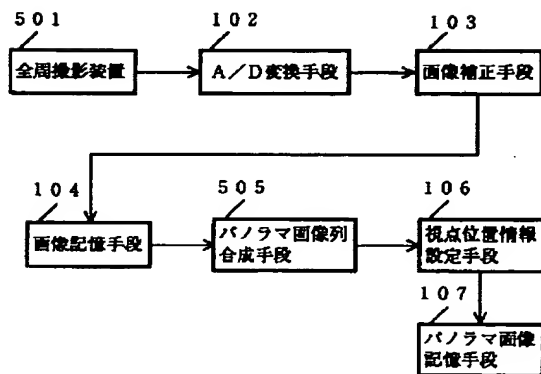 ５０１
１０２
１０３
全周撮影装置
Ａ／Ｄ変換手段
画像補正手段
１０４
５０５
１０６
画像記憶手段
パノラマ画像列
合成手段
視点位置情報
設定手段
１０７
パノラマ画像
記憶手段